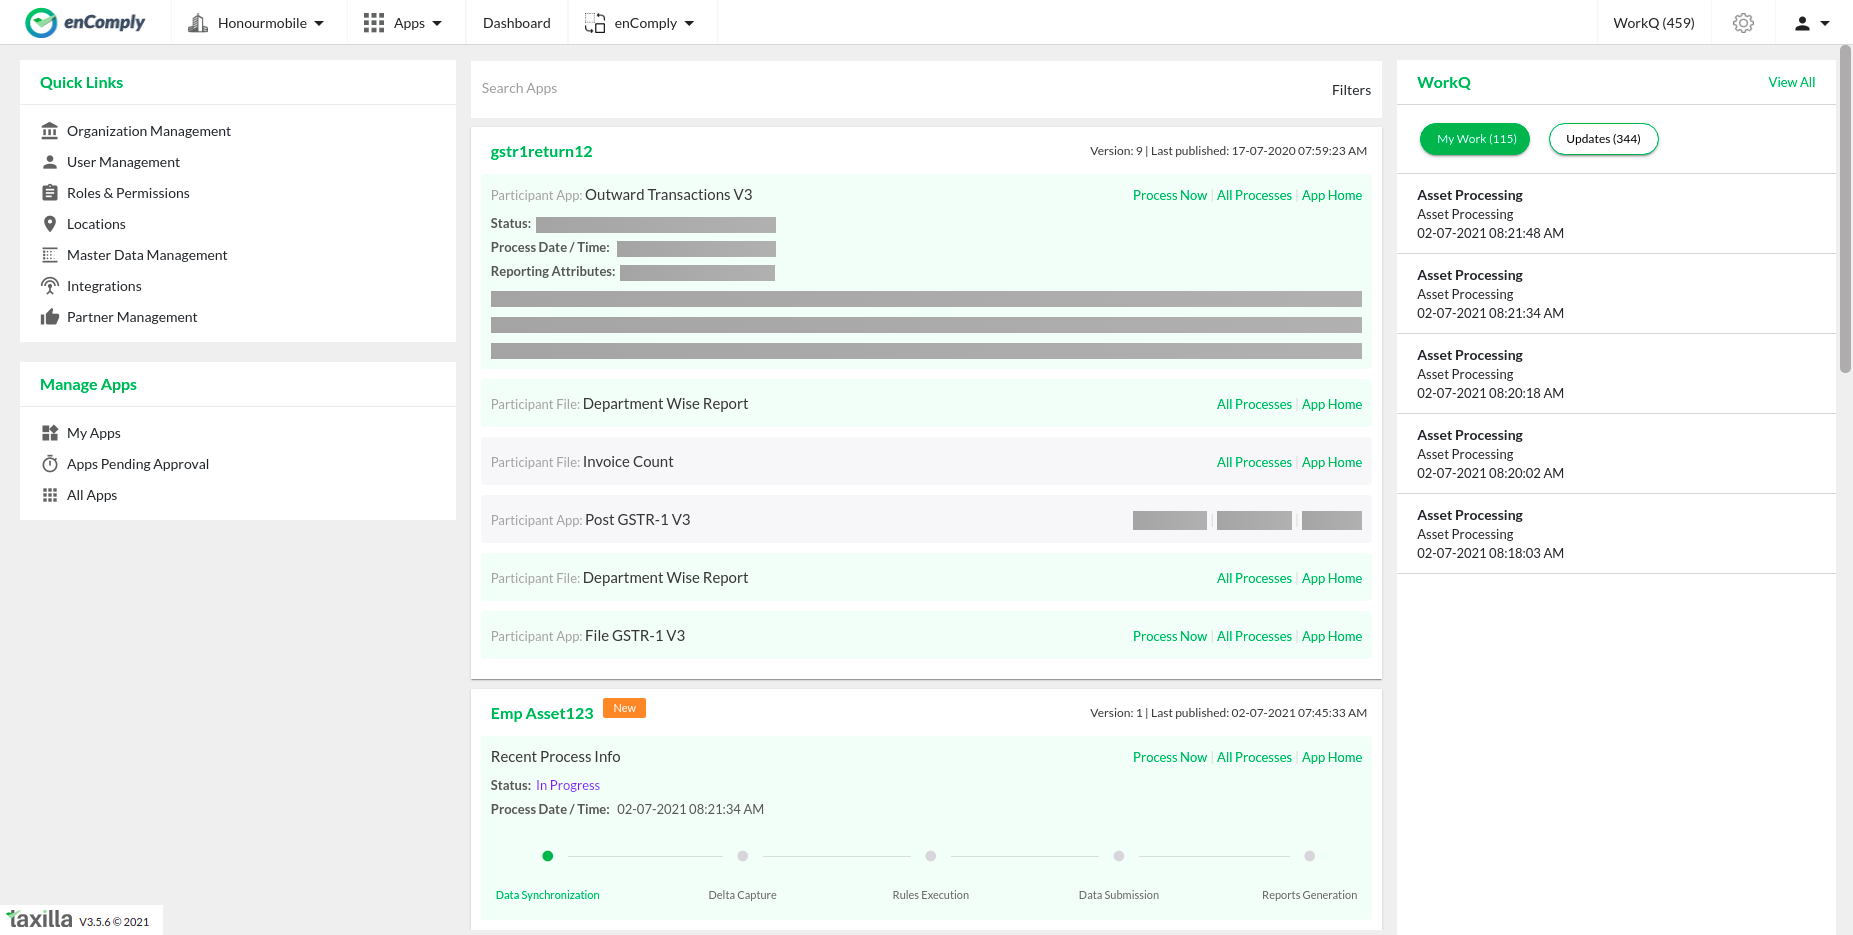 enComply
Honourmobile
Apps
Dashboard
enComply
WorkQ (459)
Quick Links
Organization Management
User Management
Roles & Permissions
Locations
Master Data Management
Integrations
Partner Management
Manage Apps
My Apps
Apps Pending Approval
All Apps
Search Apps
Filters
gstr1return12
Version: 9 | Last published: 17-07-2020 07:59:23 AM
Participant App: Outward Transactions V3
Process Now | All Processes | App Home
Status:
Process Date / Time:
Reporting Attributes:
Participant File: Department Wise Report
All Processes | App Home
Participant File: Invoice Count
All Processes | App Home
Participant App: Post GSTR-1 V3
Participant File: Department Wise Report
All Processes | App Home
Participant App: File GSTR-1 V3
Process Now | All Processes | App Home
Emp Asset123 New
Version: 1 | Last published: 02-07-2021 07:45:33 AM
Recent Process Info
Process Now | All Processes | App Home
Status: In Progress
Process Date / Time: 02-07-2021 08:21:34 AM
Data Synchronization
Delta Capture
Rules Execution
Data Submission
Reports Generation
WorkQ
View All
My Work (115)
Updates (344)
Asset Processing
Asset Processing
02-07-2021 08:21:48 AM
Asset Processing
Asset Processing
02-07-2021 08:21:34 AM
Asset Processing
Asset Processing
02-07-2021 08:20:18 AM
Asset Processing
Asset Processing
02-07-2021 08:20:02 AM
Asset Processing
Asset Processing
02-07-2021 08:18:03 AM
taxilla V3.5.6 © 2021